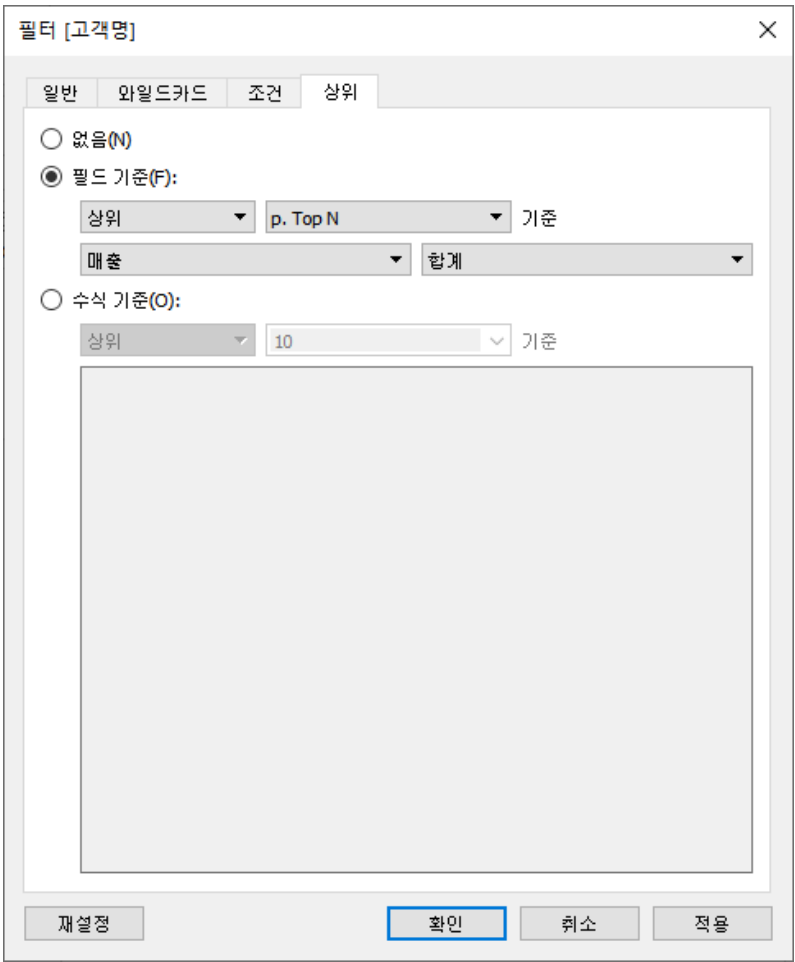 필터 [고객명]
일반 와일드카드 조건 상위
없음(N)
필드 기준(F):
상위 p. Top N 기준
매출 합계
수식 기준(O):
상위 10 기준
재설정 확인 취소 적용